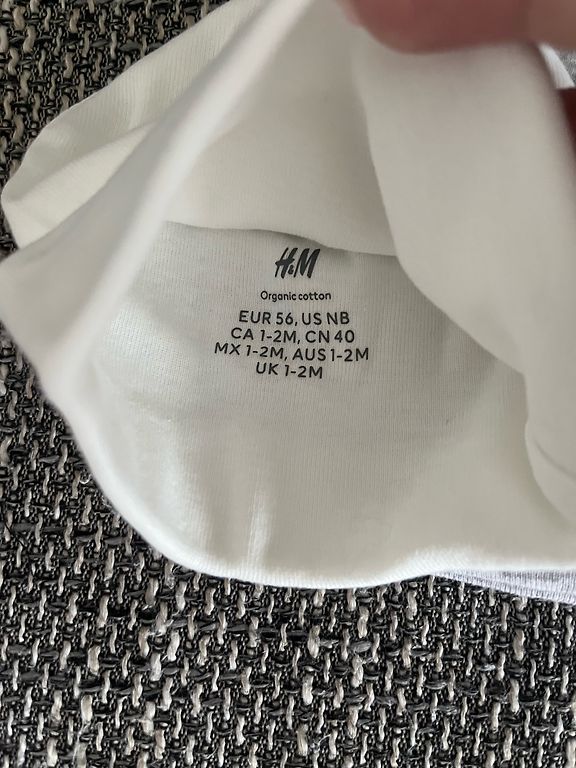 H&M
Organic cotton
EUR 56, US NB
CA 1-2M, CN 40
MX 1-2M, AUS 1-2M
UK 1-2M